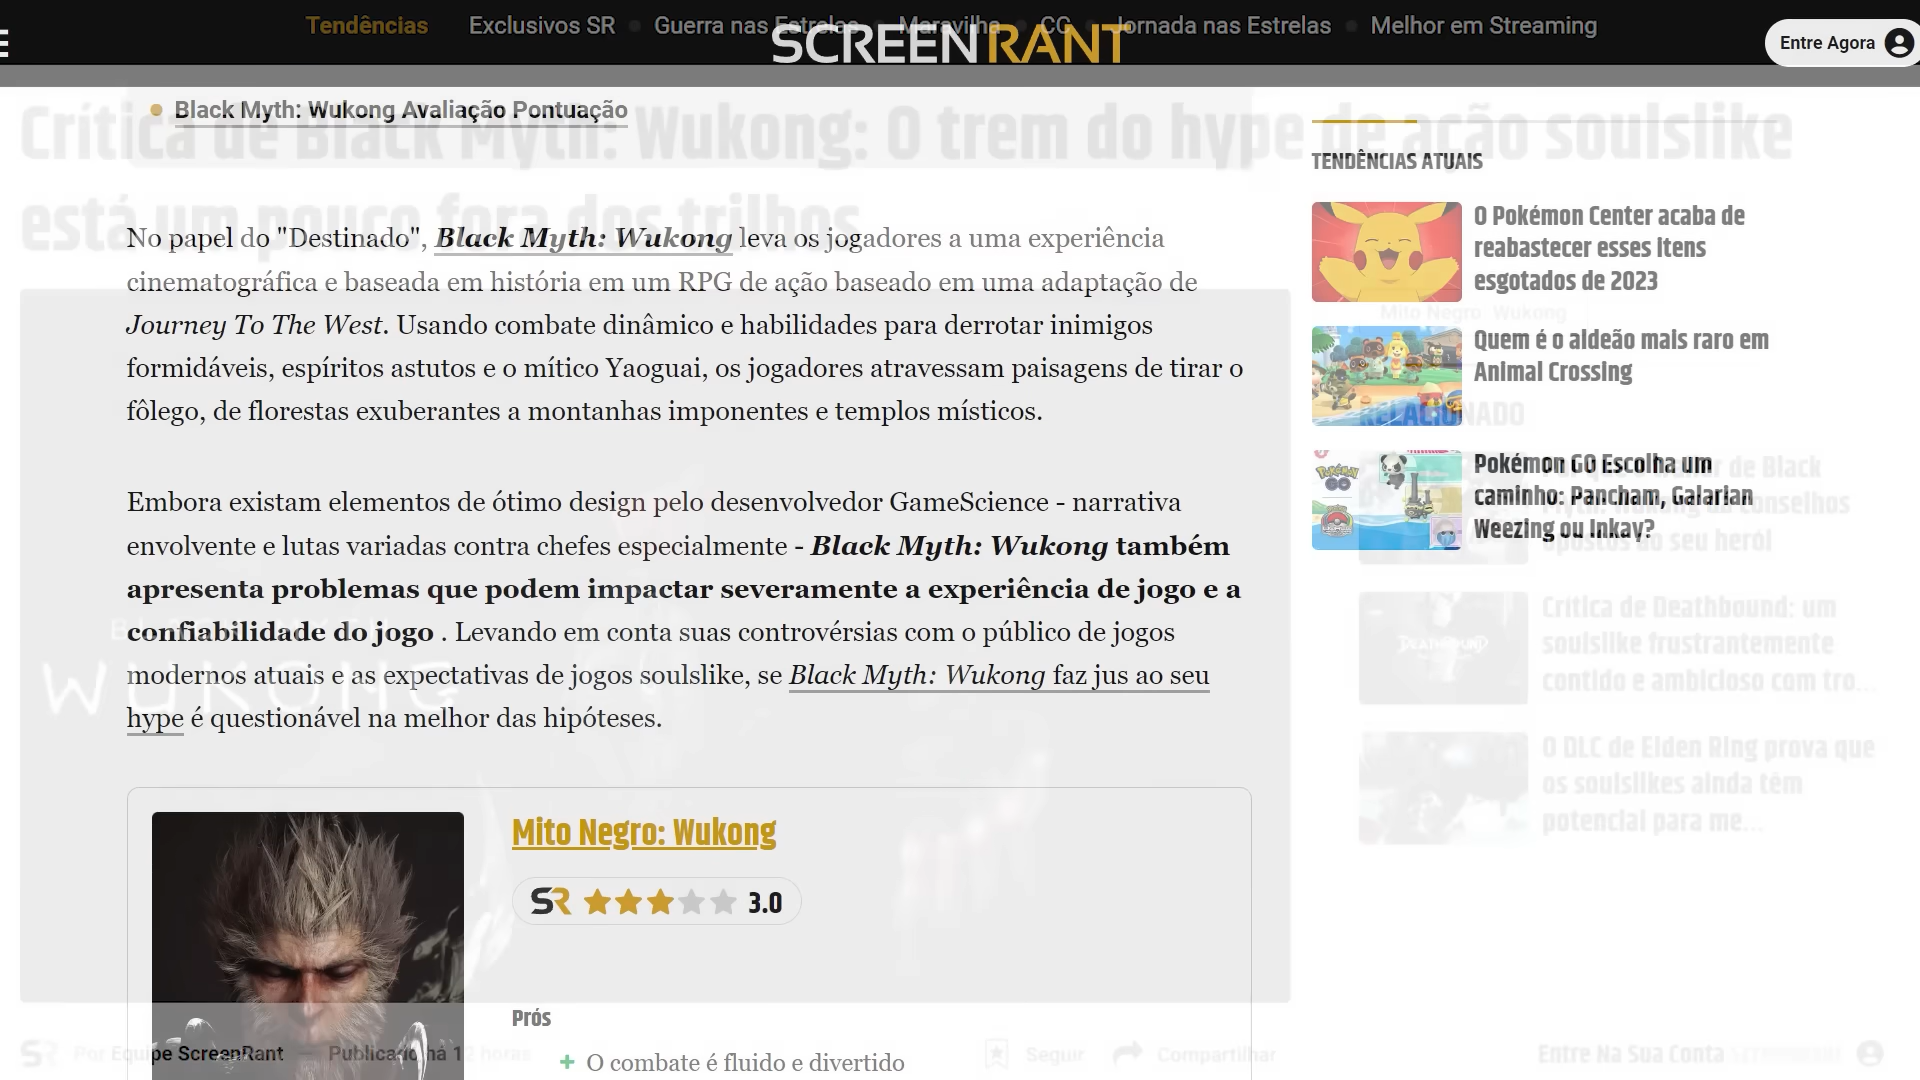 Tendências
Exclusivos SR
Guerra nas Estrelas
Maravilha
CC
Jornada nas Estrelas
Melhor em Streaming
SCREENRANT
Entre Agora
Black Myth: Wukong Avaliação Pontuação
Crítica de Black Myth: Wukong: O trem do hype de ação soulslike
está um pouco fora dos trilhos
No papel do "Destinado", Black Myth: Wukong leva os jogadores a uma experiência
cinematográfica e baseada em história em um RPG de ação baseado em uma adaptação de
Journey To The West. Usando combate dinâmico e habilidades para derrotar inimigos
formidáveis, espíritos astutos e o mítico Yaoguai, os jogadores atravessam paisagens de tirar o
fôlego, de florestas exuberantes a montanhas imponentes e templos místicos.
Embora existam elementos de ótimo design pelo desenvolvedor GameScience - narrativa
envolvente e lutas variadas contra chefes especialmente - Black Myth: Wukong também
apresenta problemas que podem impactar severamente a experiência de jogo e a
confiabilidade do jogo . Levando em conta suas controvérsias com o público de jogos
modernos atuais e as expectativas de jogos soulslike, se Black Myth: Wukong faz jus ao seu
hype é questionável na melhor das hipóteses.
WUKONG
Mito Negro: Wukong
SR 3.0
Prós
+ O combate é fluido e divertido
SR Por Equipe ScreenRant
Publicado há 12 horas
Seguir
Compartilhar
TENDÊNCIAS ATUAIS
O Pokémon Center acaba de
reabastecer esses itens
esgotados de 2023
Mito Negro: Wukong
Quem é o aldeão mais raro em
Animal Crossing
RELACIONADO
Pokémon GO
Pokémon GO Escolha um
caminho: Pancham, Galarian
Weezing ou Inkay?
de Black
conselhos
ao seu herói
DEATHBOUND
Crítica de Deathbound: um
soulslike frustrantemente
contido e ambicioso com tro...
O DLC de Elden Ring prova que
os soulslikes ainda têm
potencial para me...
Entre Na Sua Conta